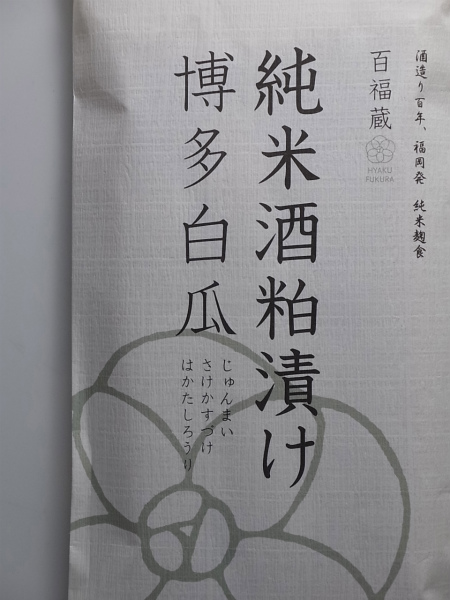 酒造り百年、福岡発 純米麹食
百福蔵
HYAKU
FUKURA
純米酒粕漬け
博多白瓜
じゅんまい
さけかすづけ
はかたしろうり